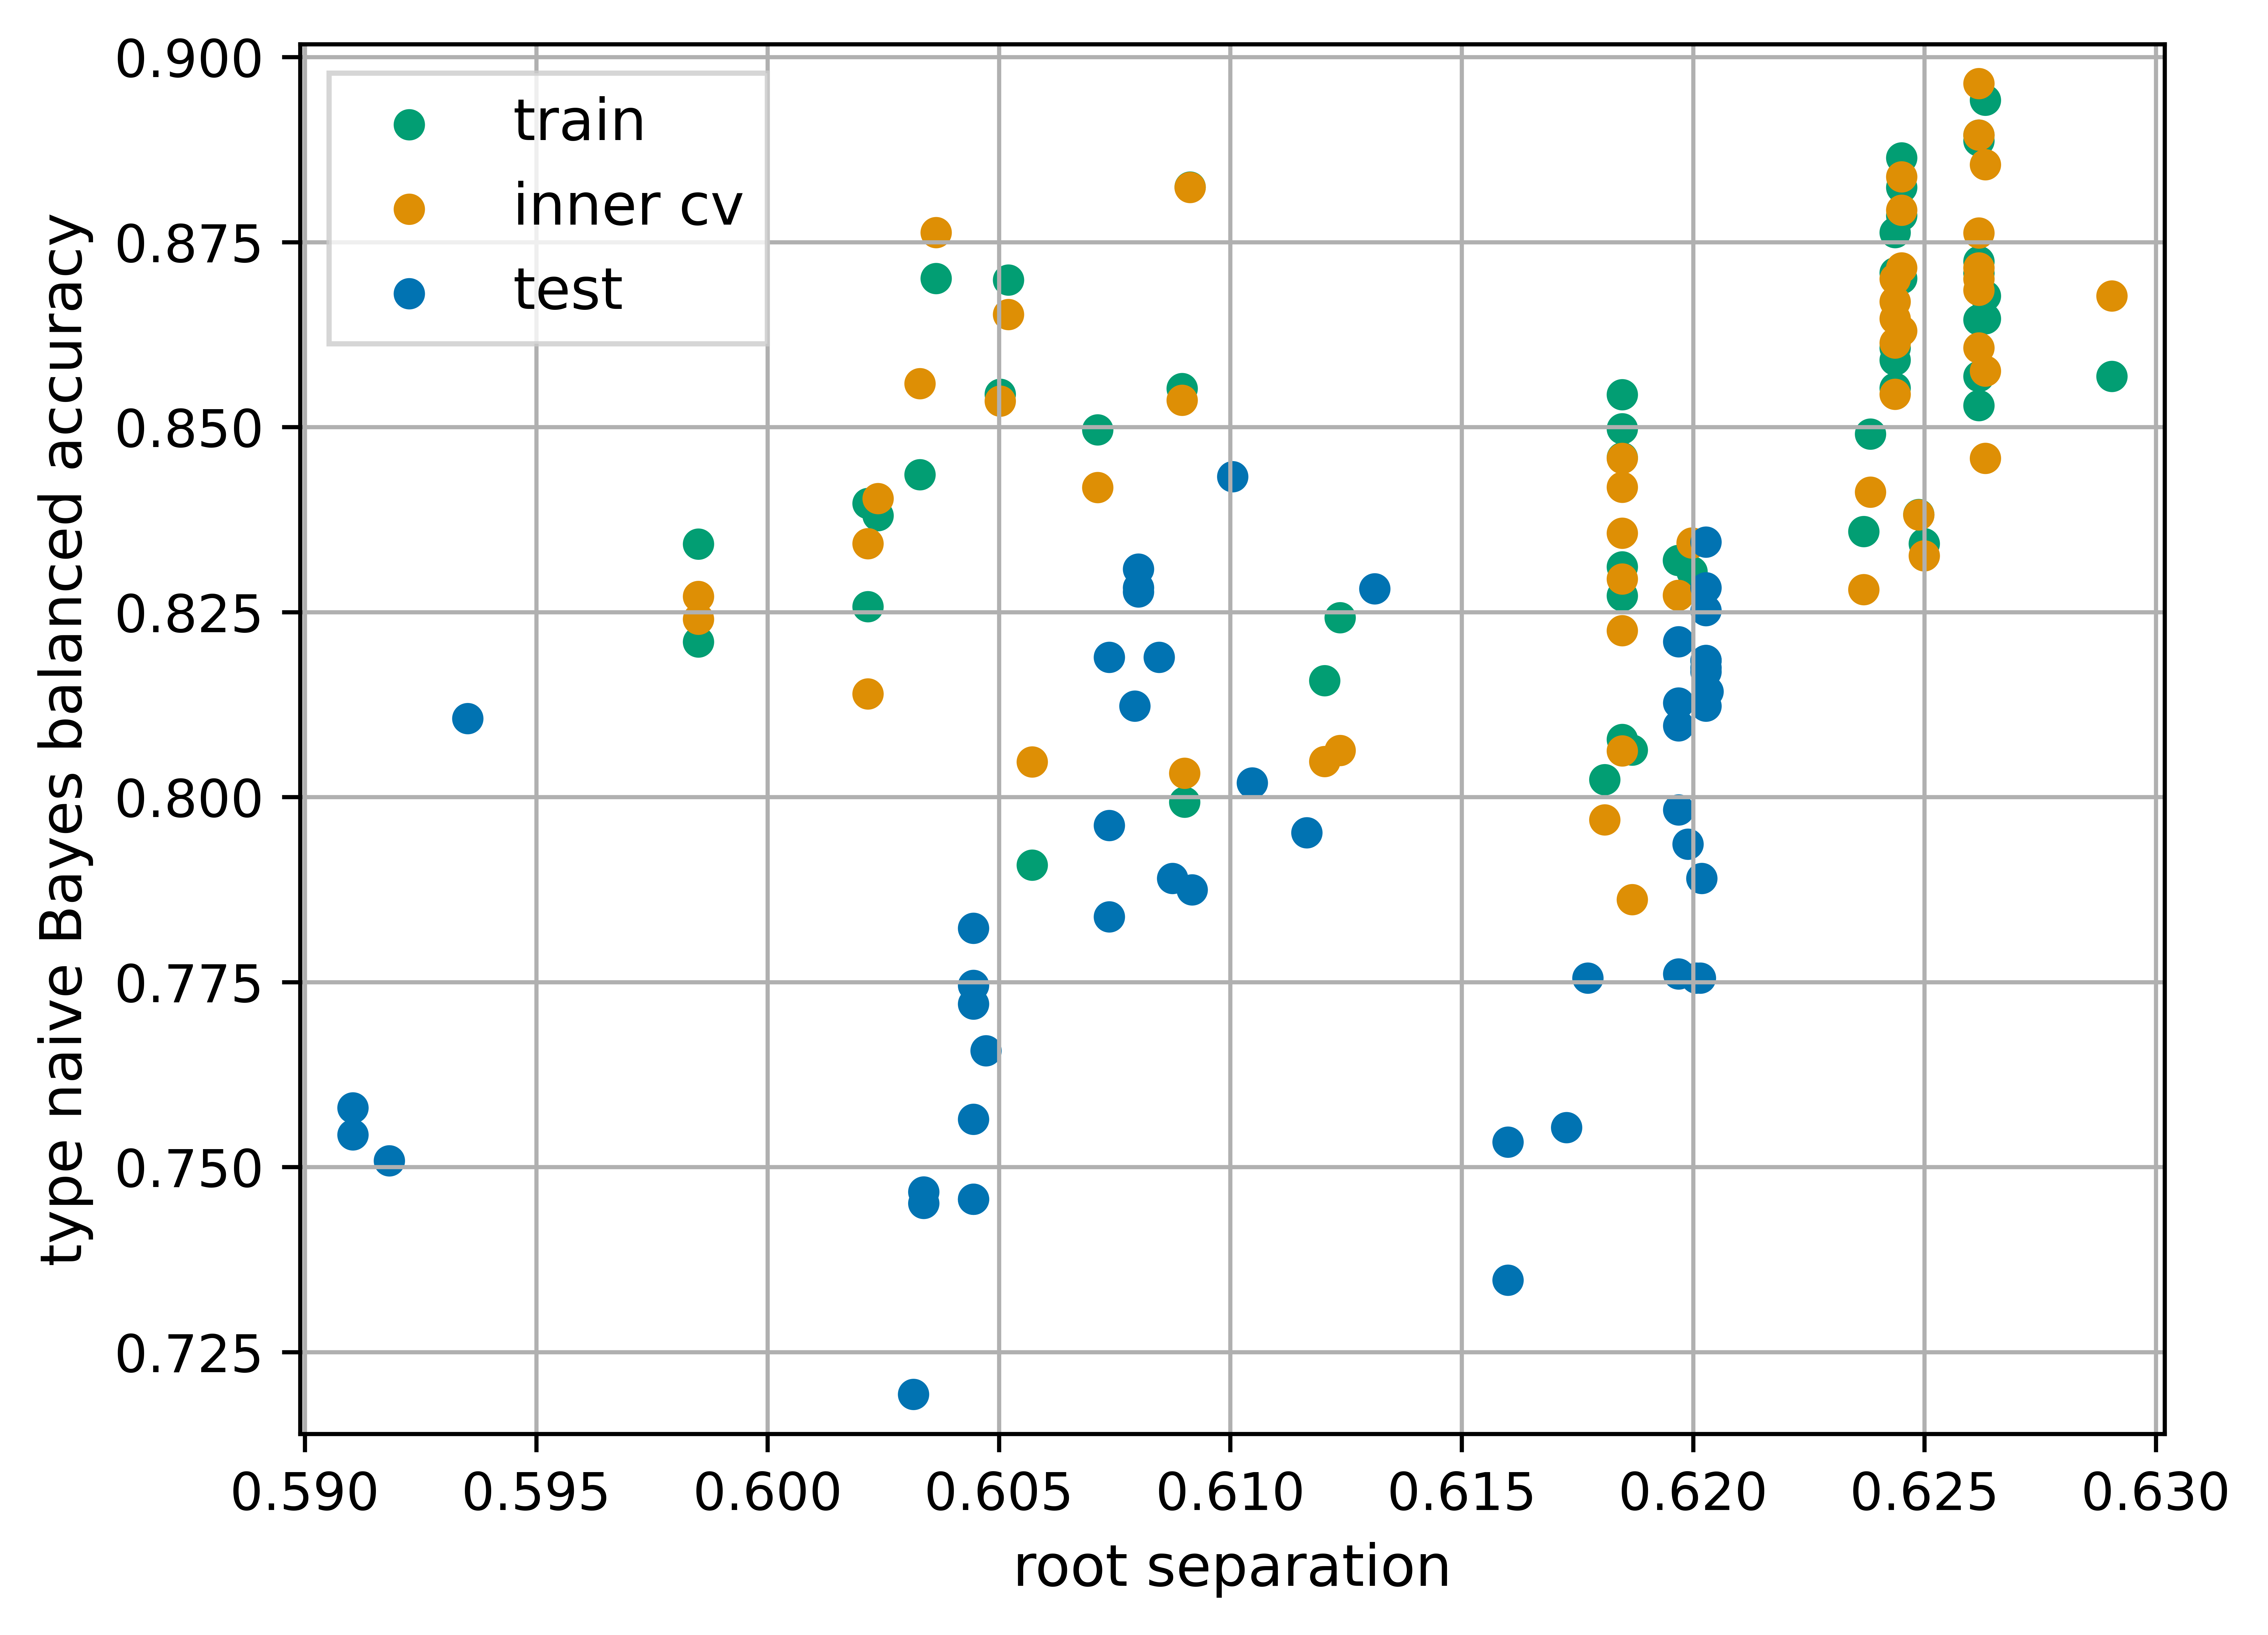 0.900
0.875
0.850
0.825
0.800
0.775
0.750
0.725
type naive Bayes balanced accuracy
train
inner cv
test
0.590 0.595 0.600 0.605 0.610 0.615 0.620 0.625 0.630
root separation